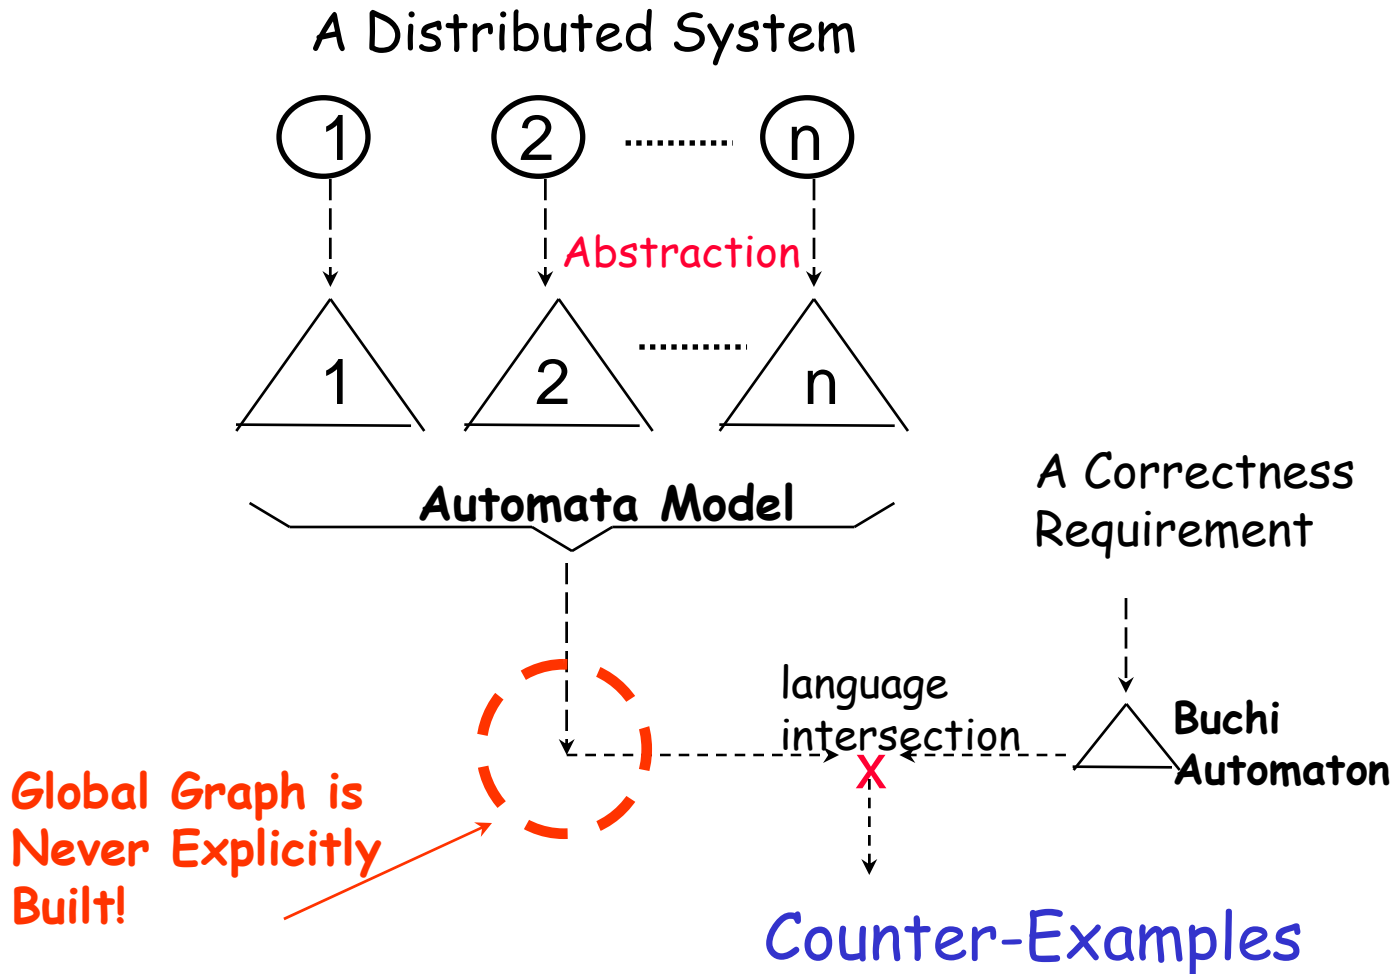 A Distributed System
1 2 n
Abstraction
1 2 n
Automata Model
A Correctness
Requirement
language
intersection
x
Buchi
Automaton
Global Graph is
Never Explicitly
Built!
Counter-Examples